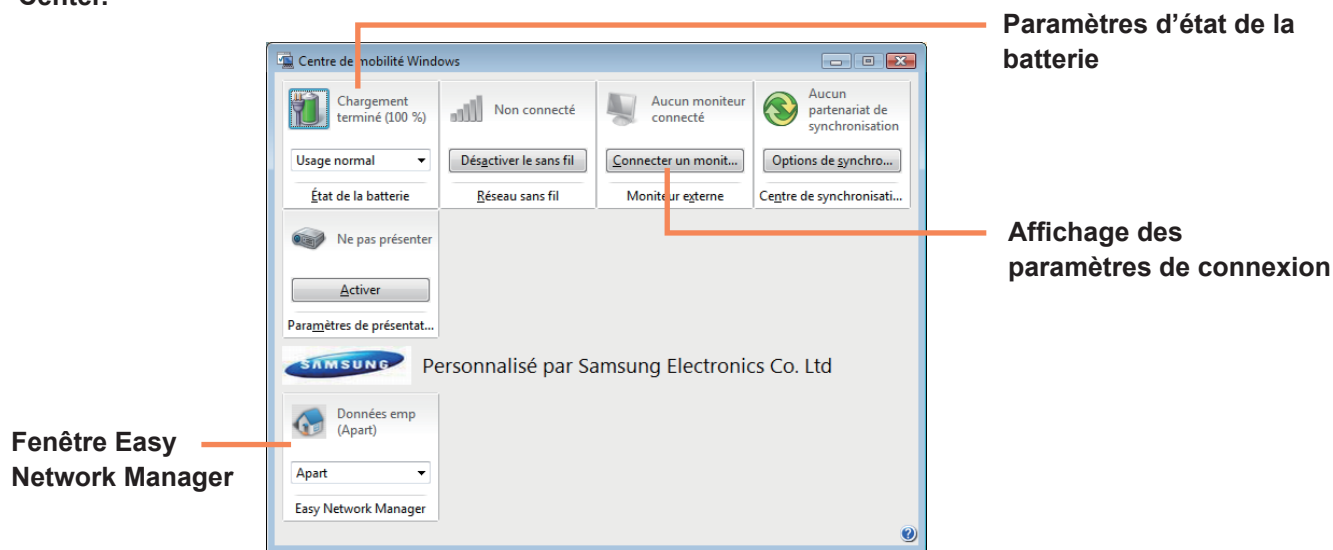 Center.
Paramètres d'état de la
batterie
Centre de mobilité Windows
Chargement
terminé (100 %)
Usage normal
État de la batterie
Non connecté
Désactiver le sans fil
Réseau sans fil
Aucun moniteur
connecté
Connecter un monit...
Moniteur externe
Aucun
partenariat de
synchronisation
Options de synchro...
Centre de synchronisati...
Affichage des
paramètres de connexion
Ne pas présenter
Activer
Paramètres de présentat...
SAMSUNG Personnalisé par Samsung Electronics Co. Ltd
Données emp
(Apart)
Apart
Easy Network Manager
Fenêtre Easy
Network Manager